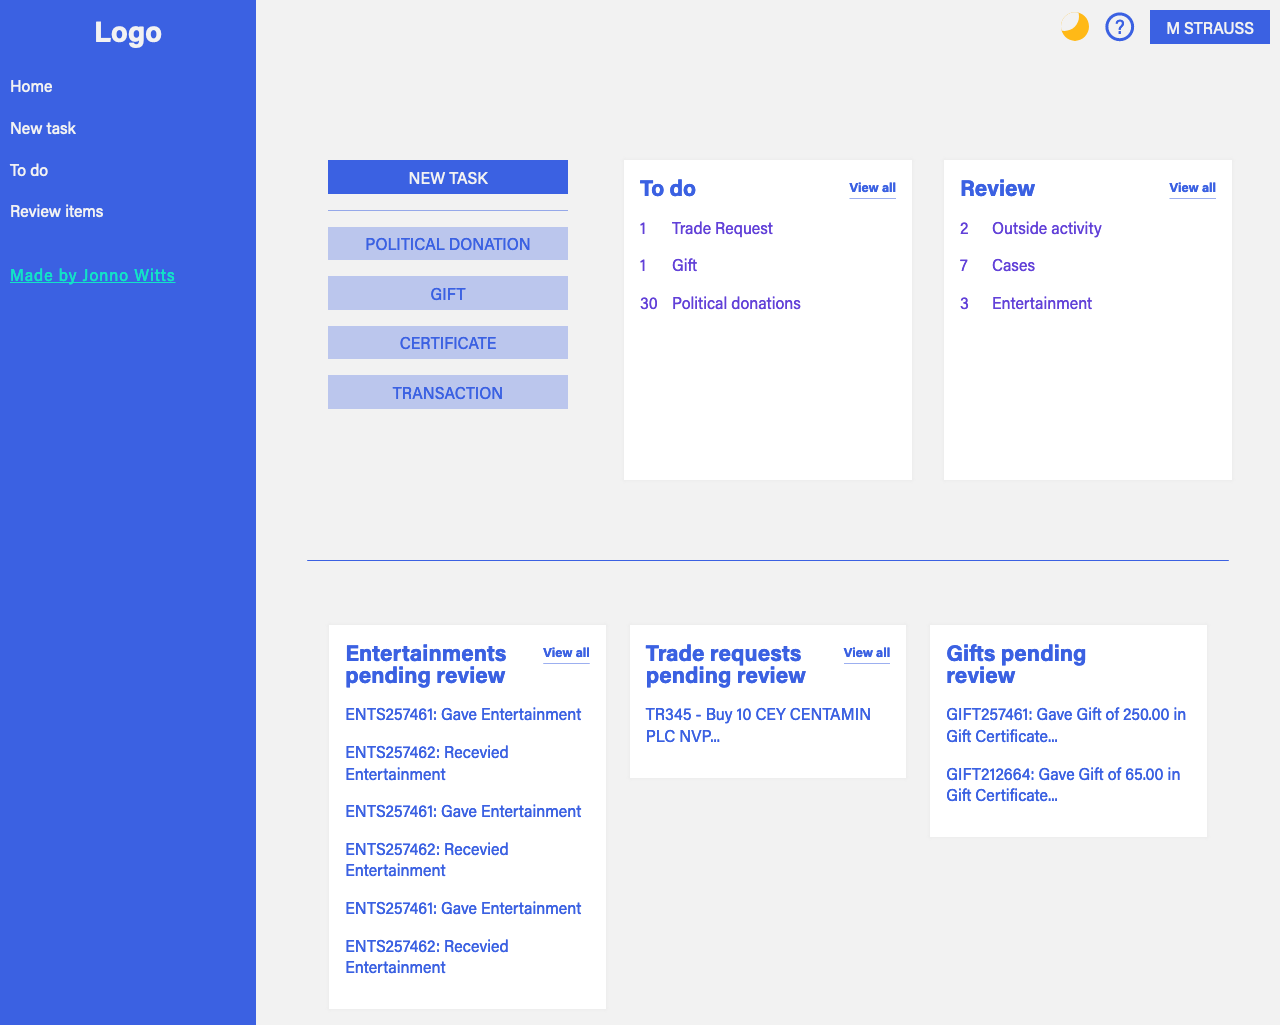 Logo
Home
New task
To do
Review items
Made by Jonno Witts
?
M STRAUSS
NEW TASK
POLITICAL DONATION
GIFT
CERTIFICATE
TRANSACTION
To do
View all
1 Trade Request
1 Gift
30 Political donations
Review
View all
2 Outside activity
7 Cases
3 Entertainment
Entertainments
pending review
View all
ENTS257461: Gave Entertainment
ENTS257462: Recevied
Entertainment
ENTS257461: Gave Entertainment
ENTS257462: Recevied
Entertainment
ENTS257461: Gave Entertainment
ENTS257462: Recevied
Entertainment
Trade requests
pending review
View all
TR345 - Buy 10 CEY CENTAMIN
PLC NVP...
Gifts pending
review
GIFT257461: Gave Gift of 250.00 in
Gift Certificate...
GIFT212664: Gave Gift of 65.00 in
Gift Certificate...